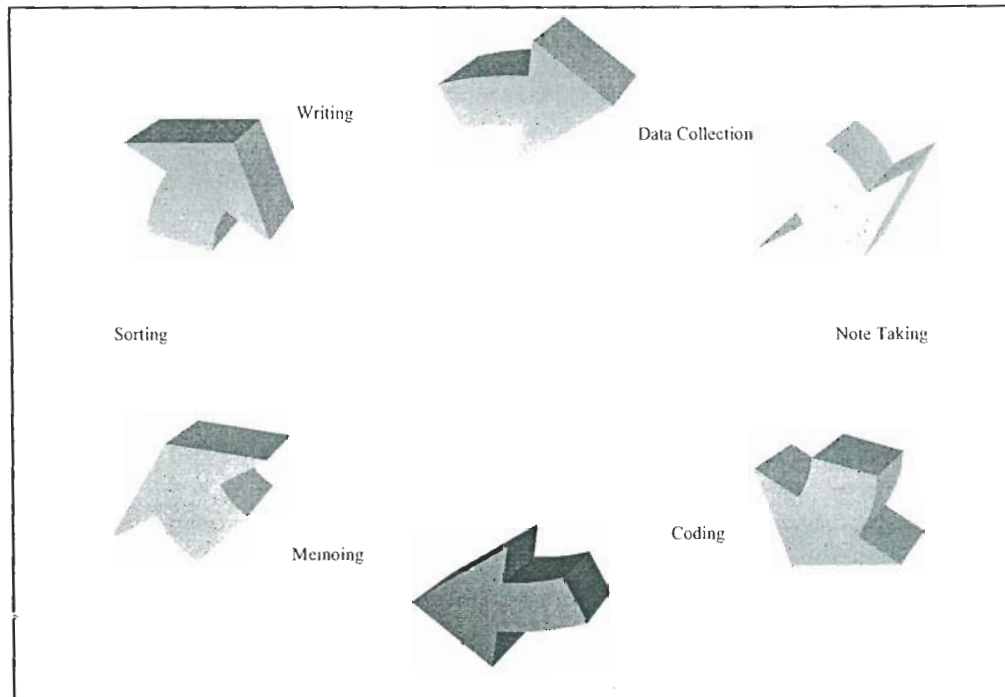 Writing
Data Collection
Sorting
Note Taking
Coding
Memoing